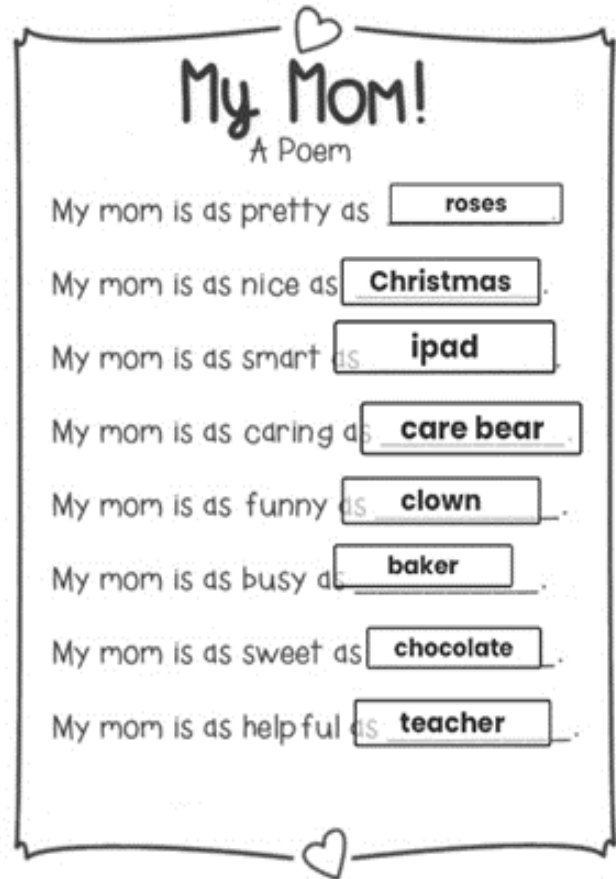 My Mom!
A Poem
My mom is as pretty as roses.
My mom is as nice as Christmas.
My mom is as smart as ipad.
My mom is as caring as care bear.
My mom is as funny as clown.
My mom is as busy as baker.
My mom is as sweet as chocolate.
My mom is as helpful as teacher.